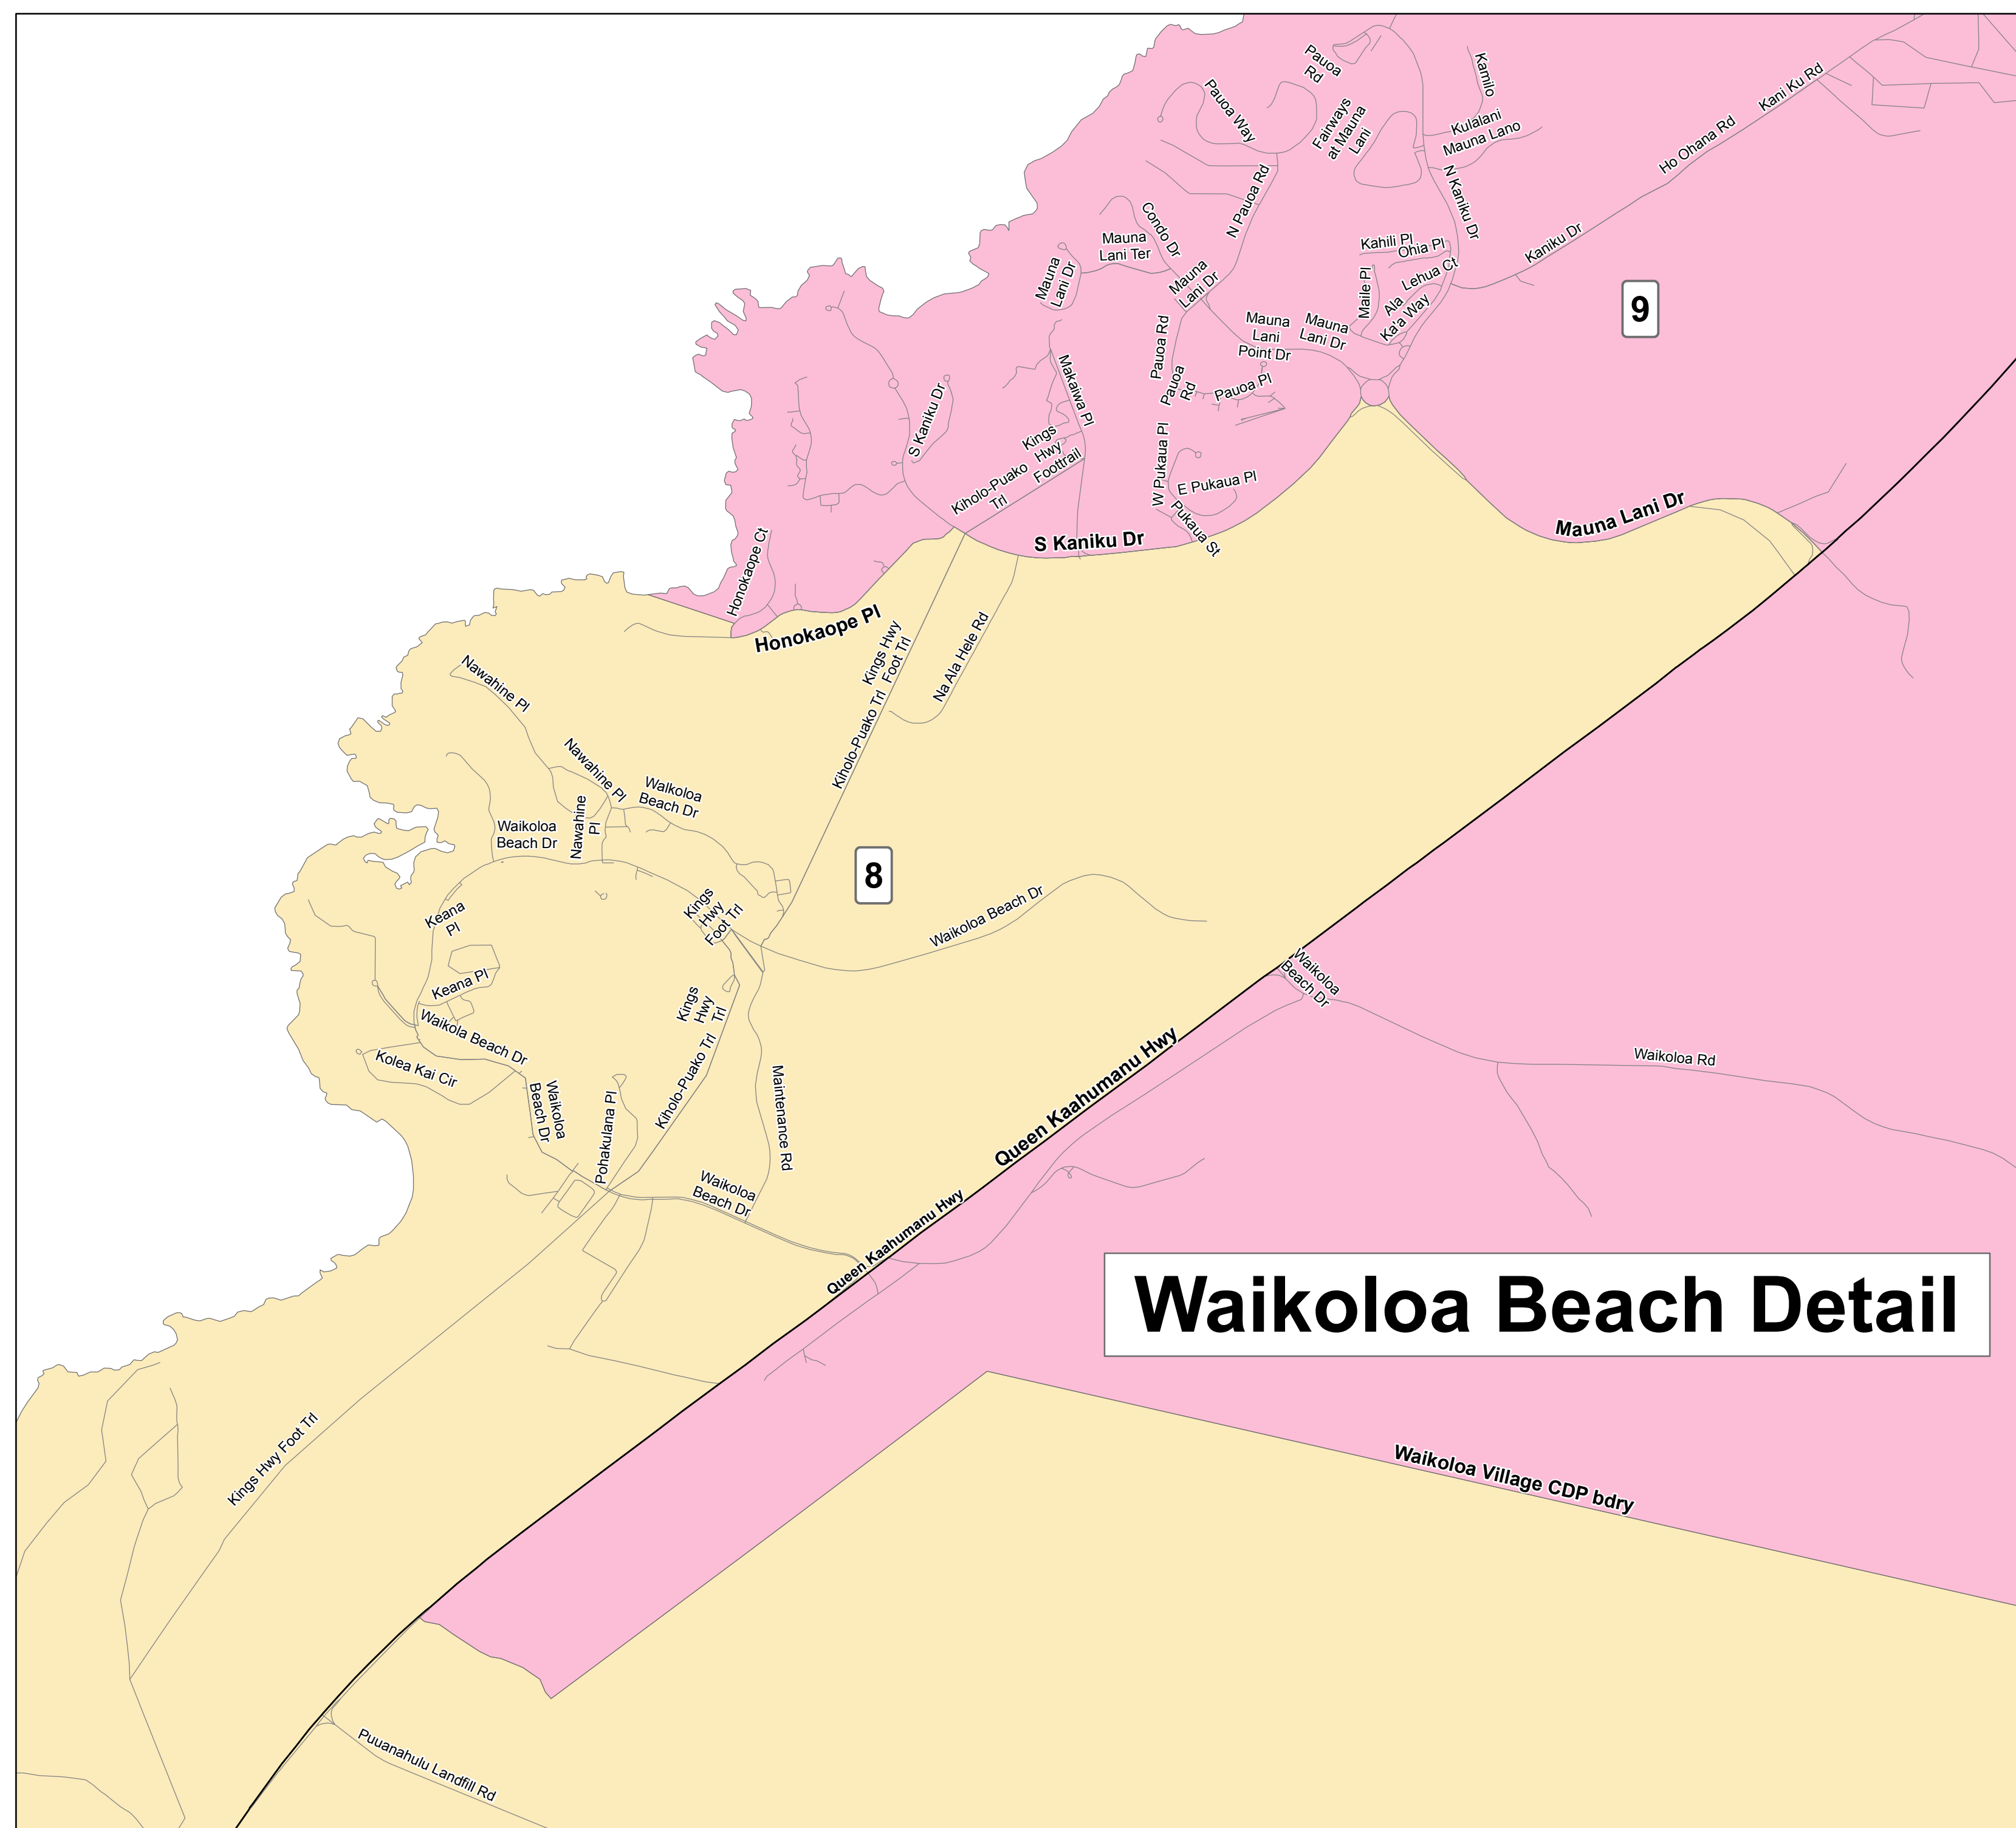 Pauoa
Rd
Kamilo
Pauoa Way
Fairways
at Mauna
Lani
Kulalani
Mauna Lano
Kani Ku Rd
Ho Ohana Rd
N Pauoa Rd
N Kaniku Dr
Condo Dr
Mauna
Lani Ter
Mauna
Lani Dr
Mauna
Lani Dr
Kahili Pl
Ohia Pl
Kaniku Dr
Lehua Ct
Maile Pl
Ala
Ka'a Way
9
Mauna
Lani
Point Dr
Mauna
Lani Dr
Pauoa Rd
Pauoa
Rd
Pauoa Pl
Makaiwa Pl
S Kaniku Dr
Kings
Hwy
Foottrail
Kiholo-Puako
Trl
W Pukaua Pl
E Pukaua Pl
Pukaua St
S Kaniku Dr
Mauna Lani Dr
Honokaope Ct
Honokaope Pl
Kings Hwy
Foot Trl
Na Ala Hele Rd
Kiholo-Puako Trl
Nawahine Pl
Nawahine Pl
Nawahine
Pl
Walkoloa
Beach Dr
Waikoloa
Beach Dr
8
Kings
Hwy
Foot Trl
Waikoloa Beach Dr
Keana
Pl
Keana Pl
Waikola Beach Dr
Kolea Kai Cir
Kings
Hwy
Trl
Kiholo-Puako Trl
Waikoloa
Beach Dr
Pohakulana Pl
Maintenance Rd
Waikoloa
Beach Dr
Waikoloa
Beach Dr
Waikoloa Rd
Queen Kaahumanu Hwy
Queen Kaahumanu Hwy
Waikoloa Beach Detail
Kings Hwy Foot Trl
Waikoloa Village CDP bdry
Puuanahulu Landfill Rd